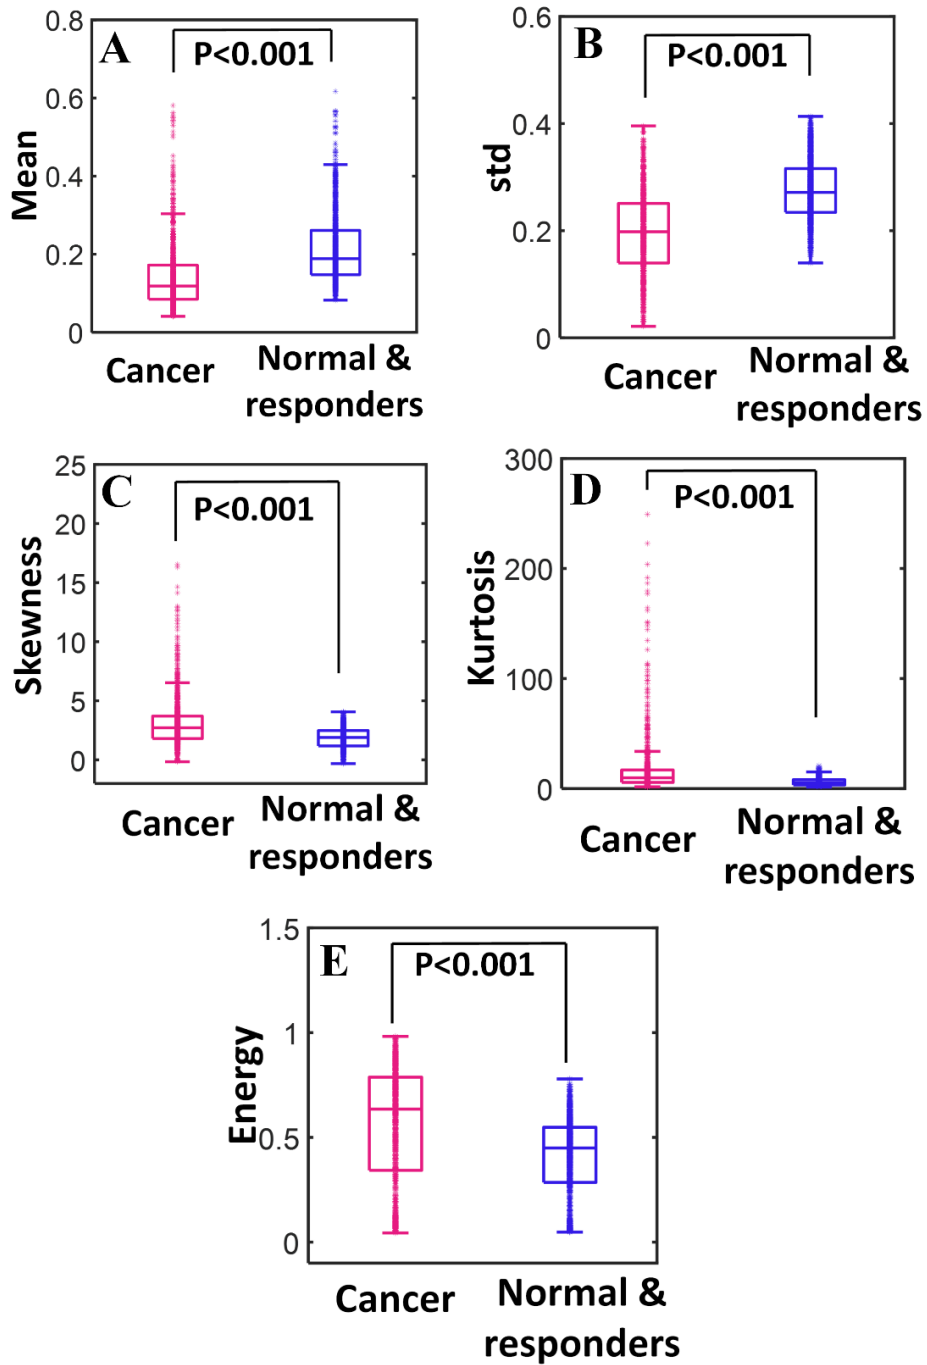 A
P<0.001
Mean
0.8
0.6
0.4
0.2
0
Cancer
Normal &
responders
B
P<0.001
std
0.6
0.4
0.2
0
Cancer
Normal &
responders
C
P<0.001
Skewness
25
20
15
10
5
0
Cancer
Normal &
responders
D
P<0.001
Kurtosis
300
200
100
0
Cancer
Normal &
responders
E
P<0.001
Energy
1.5
1
0.5
0
Cancer
Normal &
responders